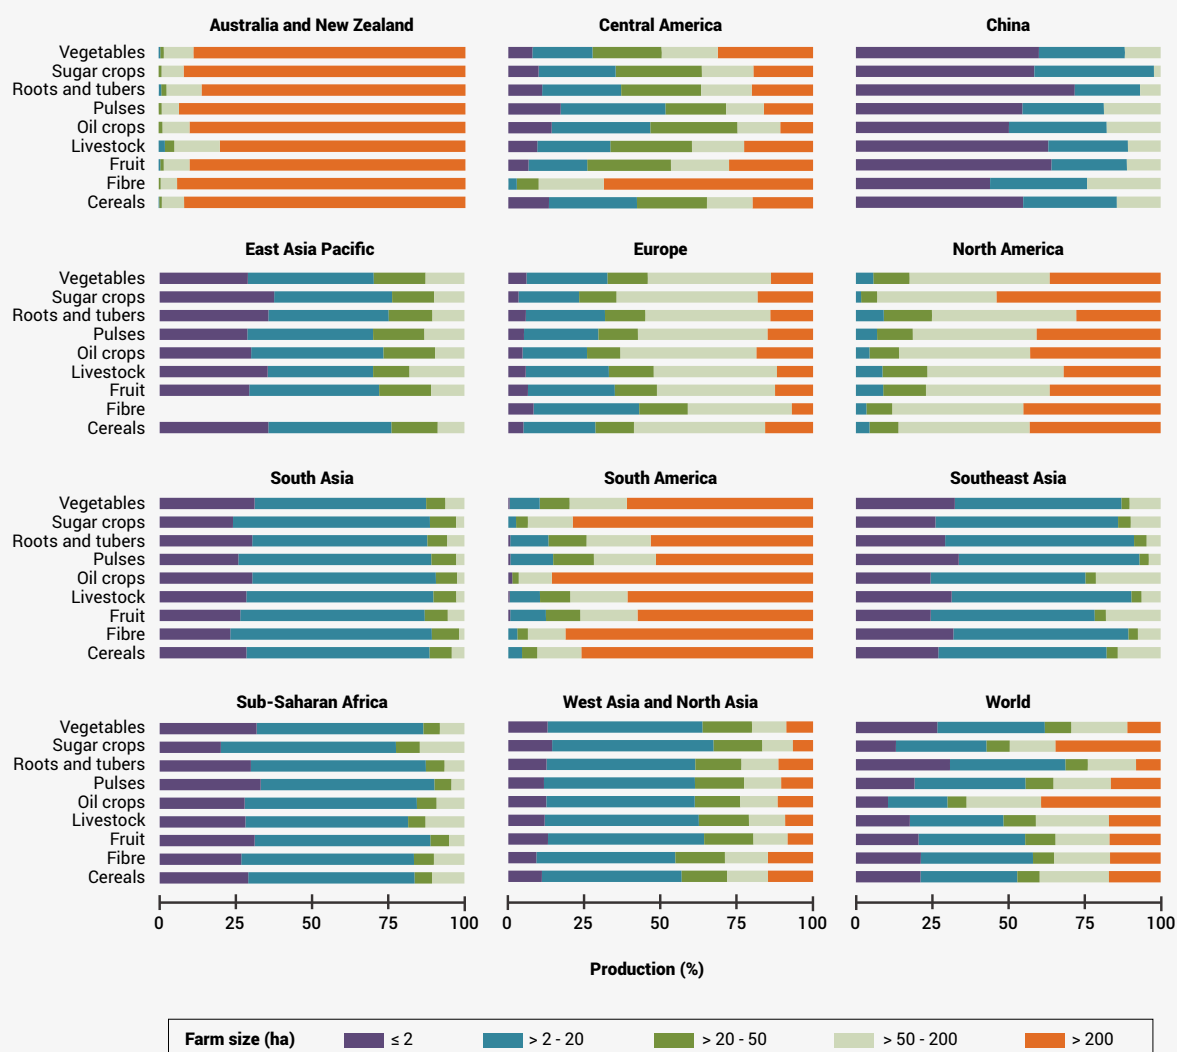 Australia and New Zealand
Central America
China
Vegetables
Sugar crops
Roots and tubers
Pulses
Oil crops
Livestock
Fruit
Fibre
Cereals
East Asia Pacific
Europe
North America
Vegetables
Sugar crops
Roots and tubers
Pulses
Oil crops
Livestock
Fruit
Fibre
Cereals
South Asia
South America
Southeast Asia
Vegetables
Sugar crops
Roots and tubers
Pulses
Oil crops
Livestock
Fruit
Fibre
Cereals
Sub-Saharan Africa
West Asia and North Asia
World
Vegetables
Sugar crops
Roots and tubers
Pulses
Oil crops
Livestock
Fruit
Fibre
Cereals
0 25 50 75 100
0 25 50 75 100
0 25 50 75 100
Production (%)
Farm size (ha) ≤ 2 > 2 - 20 > 20 - 50 > 50 - 200 > 200